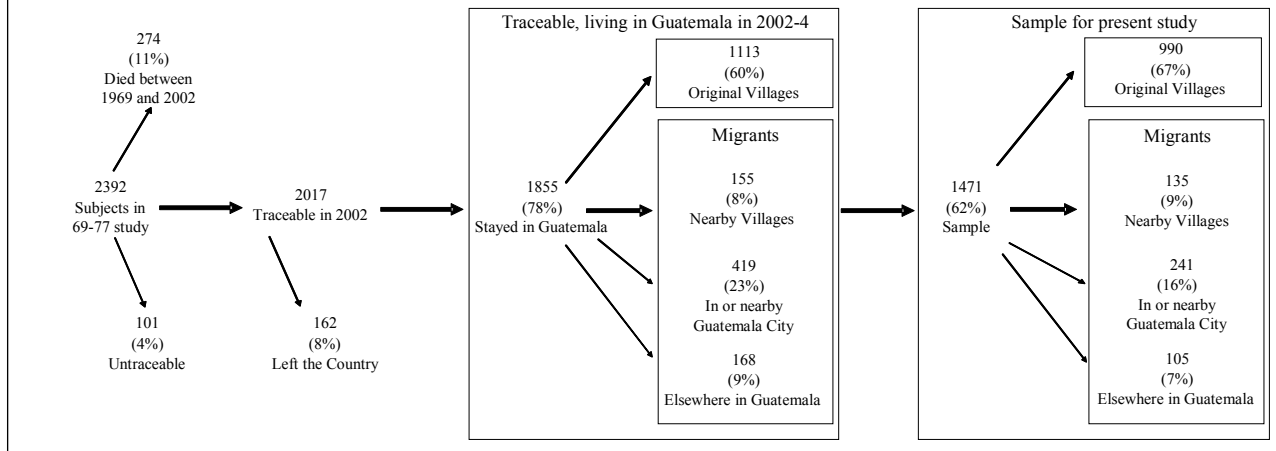 274
(11%)
Died between
1969 and 2002
2392
Subjects in
69-77 study
101
(4%)
Untraceable
2017
Traceable in 2002
162
(8%)
Left the Country
Traceable, living in Guatemala in 2002-4
1855
(78%)
Stayed in Guatemala
1113
(60%)
Original Villages
Migrants
155
(8%)
Nearby Villages
419
(23%)
In or nearby
Guatemala City
168
(9%)
Elsewhere in Guatemala
Sample for present study
1471
(62%)
Sample
990
(67%)
Original Villages
Migrants
135
(9%)
Nearby Villages
241
(16%)
In or nearby
Guatemala City
105
(7%)
Elsewhere in Guatemala